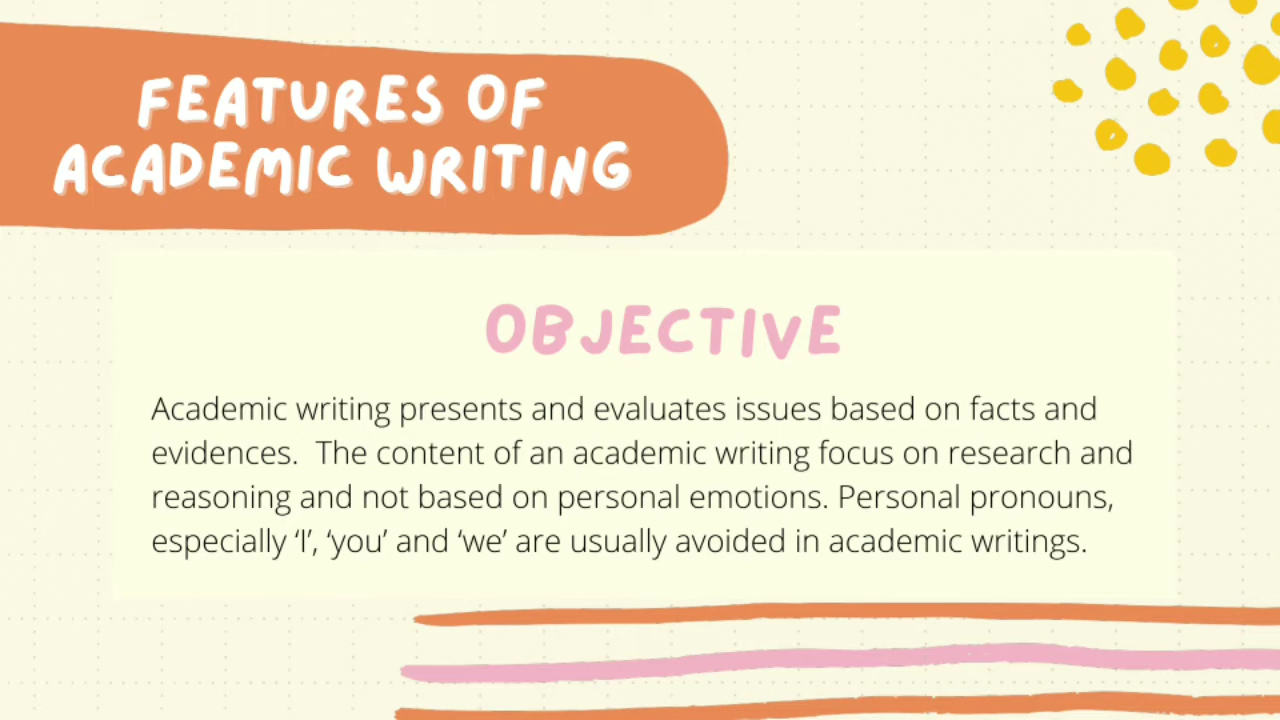 FEATURES OF
ACADEMIC WRITING
OBJECTIVE
Academic writing presents and evaluates issues based on facts and
evidences.  The content of an academic writing focus on research and
reasoning and not based on personal emotions. Personal pronouns,
especially ‘I’, ‘you’ and ‘we’ are usually avoided in academic writings.